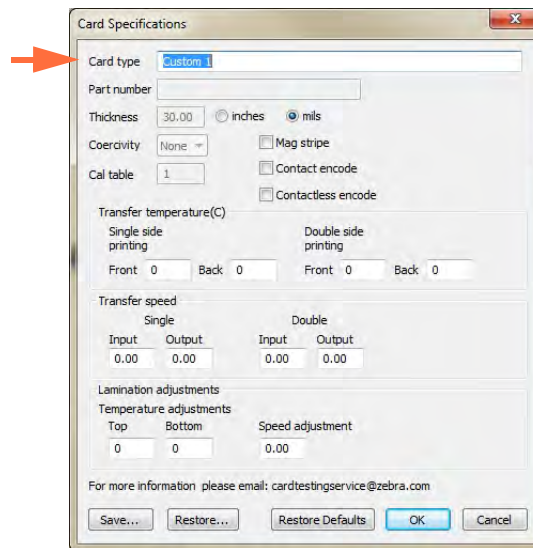 Card Specifications
Card type Custom 1
Part number
Thickness 30.00 inches mils
Coercivity None Mag stripe
Cal table 1 Contact encode
Contactless encode
Transfer temperature(C)
Single side printing Double side printing
Front 0 Back 0 Front 0 Back 0
Transfer speed
Single Double
Input Output Input Output
0.00 0.00 0.00 0.00
Lamination adjustments
Temperature adjustments
Top Bottom Speed adjustment
0 0 0.00
For more information please email: cardtestingservice@zebra.com
Save... Restore... Restore Defaults OK Cancel